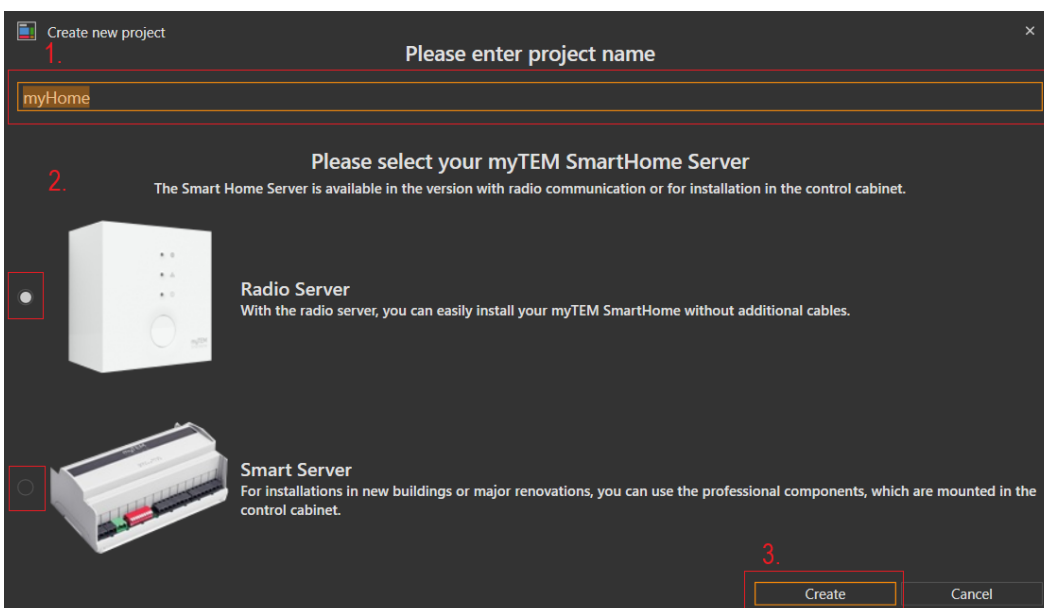 Create new project
1.
Please enter project name
myHome
Please select your myTEM SmartHome Server
2.
The Smart Home Server is available in the version with radio communication or for installation in the control cabinet.
Radio Server
With the radio server, you can easily install your myTEM SmartHome without additional cables.
myTEM
Smart Server
For installations in new buildings or major renovations, you can use the professional components, which are mounted in the
control cabinet.
3.
Create
Cancel